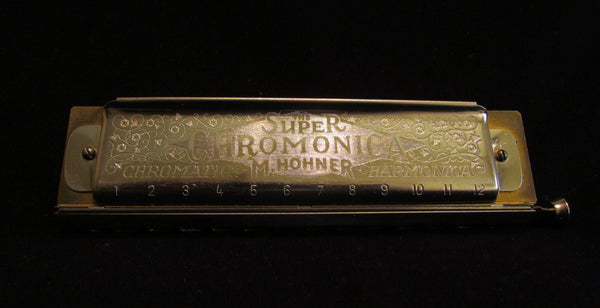 THE
SUPER
CHROMONICA
CHROMATIC M. HOHNER HARMONICA
1 2 3 4 5 6 7 8 9 10 11 12